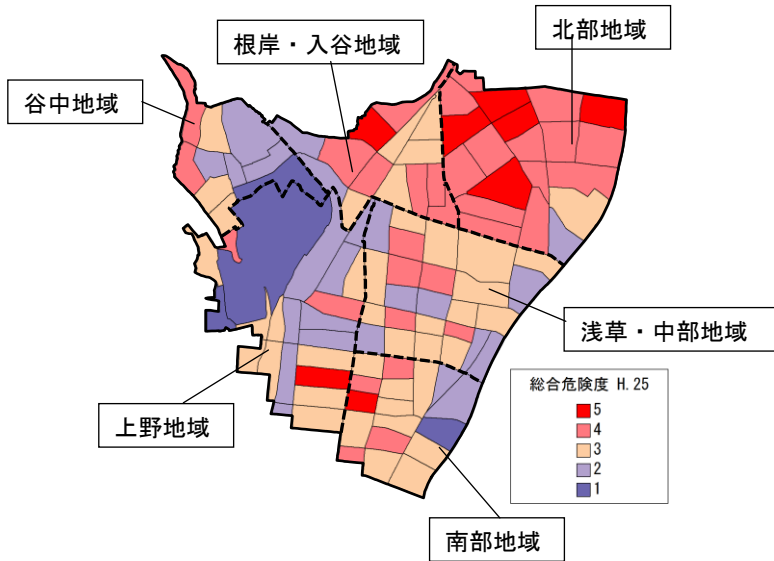 北部地域
根岸・入谷地域
谷中地域
浅草・中部地域
総合危険度 H.25
5
4
3
2
1
上野地域
南部地域